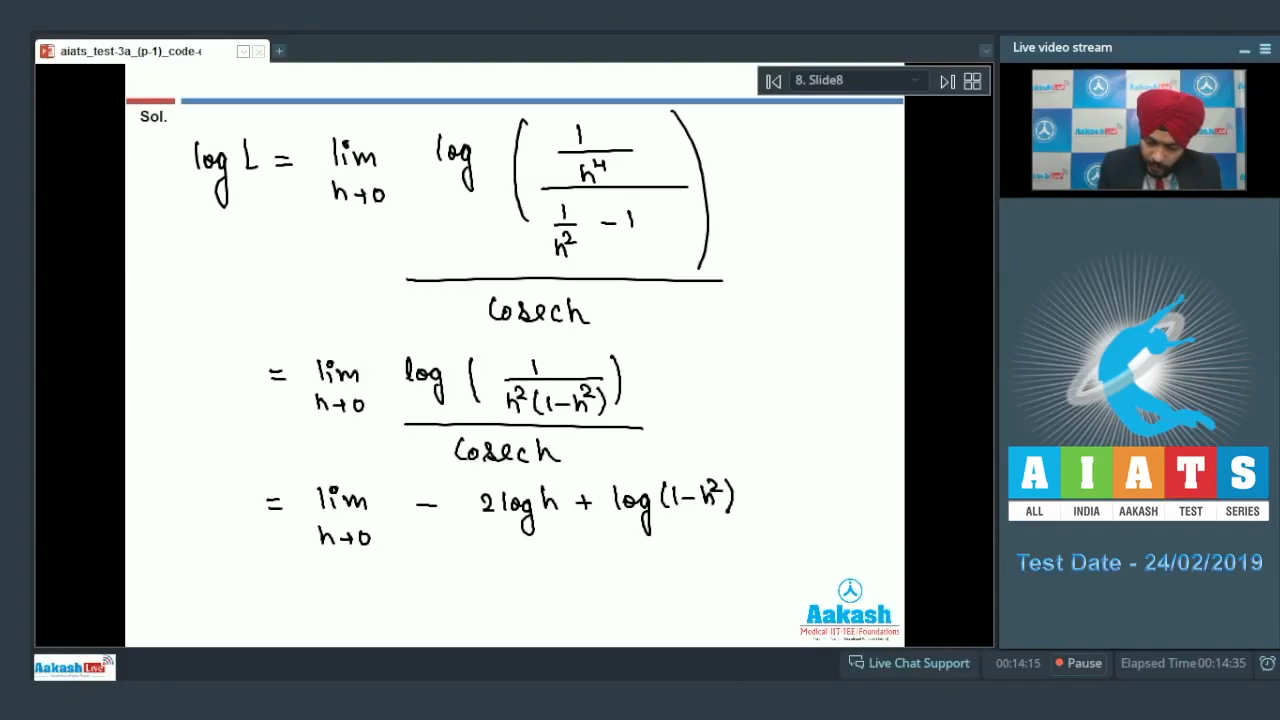 aiats_test-3a_(p-1)_code-
Live video stream
8. Slide8
Sol.
log L = lim h→0 log ( (1/h⁴) / (1/h² − 1) ) / Cosech
= lim h→0 log ( 1 / h²(1−h²) ) / Cosech
= lim h→0 − 2logh + log(1−h²)
A I A T S
ALL INDIA AAKASH TEST SERIES
Test Date - 24/02/2019
Aakash
Medical|IIT-JEE|Foundations
Aakash Live
Live Chat Support
00:14:15
Pause
Elapsed Time 00:14:35